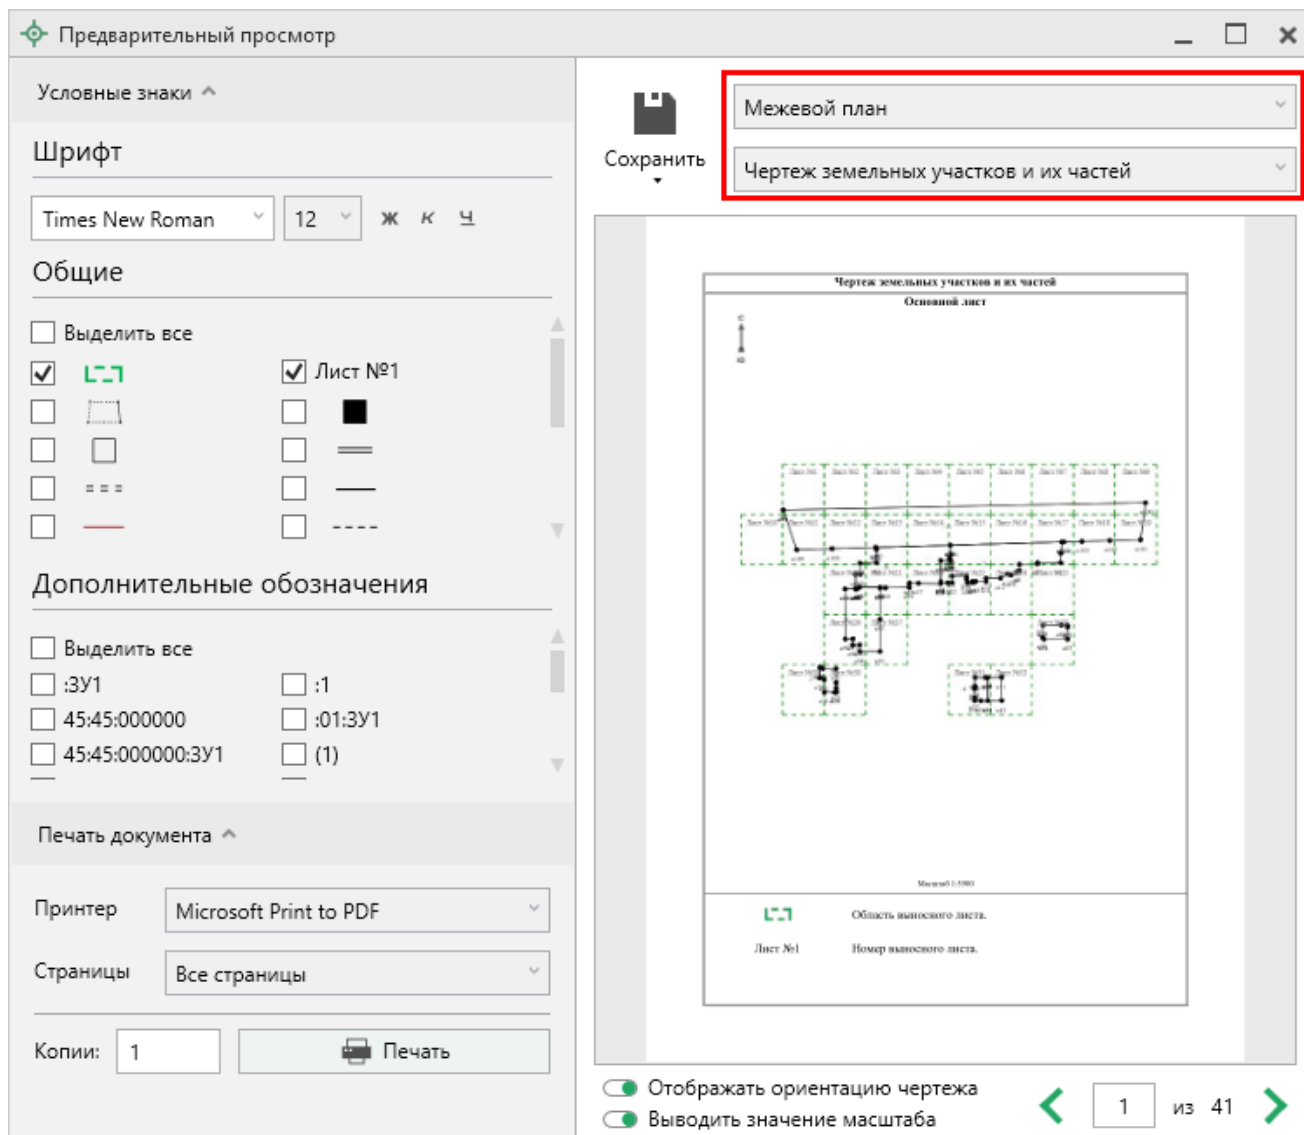 Предварительный просмотр
Условные знаки
Шрифт
Times New Roman
12
Ж К Ч
Общие
Выделить все
Лист №1
Дополнительные обозначения
Выделить все
:ЗУ1
:1
45:45:000000
:01:ЗУ1
45:45:000000:ЗУ1
(1)
Печать документа
Принтер
Microsoft Print to PDF
Страницы
Все страницы
Копии:
1
Печать
Сохранить
Межевой план
Чертеж земельных участков и их частей
Чертеж земельных участков и их частей
Основной лист
С
Ю
Масштаб 1:5900
Область выносного листа.
Лист №1
Номер выносного листа.
Отображать ориентацию чертежа
Выводить значение масштаба
1
из 41